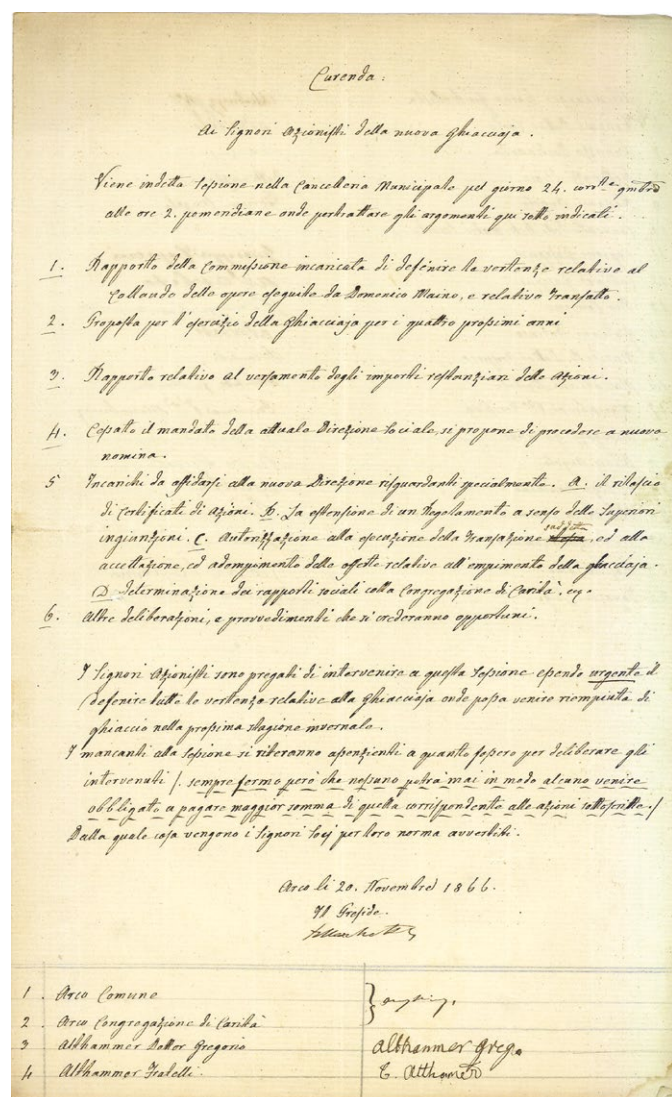 Curenda.
Ai Signori Azionisti della nuova Ghiacciaja.
Viene indetta Sessione nella Cancelleria Municipale pel giorno 24. corr.te
alle ore 2. pomeridiane onde pertrattare gli argomenti qui sotto indicati.
1. Rapporto della Commissione incaricata di definire la vertenza relativa al
Collaudo delle opere eseguite da Domenico Maino, e relativa Transatto.
2. Proposta per l'esercizio della Ghiacciaja per i quattro prossimi anni
3. Rapporto relativo al versamento degli importi restanziari delle Azioni.
4. Cessato il mandato della attuale Direzione Sociale, si propone di procedere a nuova
nomina.
5 Incarichi da affidarsi alla nuova Direzione risguardanti specialmente. A. il rilascio
di Certificati di Azioni. B. La estensione di un Regolamento a senso delle Superiori
ingiunzioni. C. Autorizzazione alla esecuzione della Transazione suddetta, ed alla
accettazione, ed adempimento delle offerte relative all'empimento della ghiacciaja.
D Determinazione dei rapporti sociali colla Congregazione di Carità.
6. Altre deliberazioni, e provvedimenti che si crederanno opportuni.
I Signori Azionisti sono pregati di intervenire a questa Sessione essendo urgente il
definire tutte le vertenze relative alla Ghiacciaja onde possa venire riempiuta di
ghiaccio nella prossima stagione invernale.
I mancanti alla Sessione si riterranno assenzienti a quanto fossero per deliberare gli
intervenuti /. sempre fermo però che nessuno potrà mai in modo alcuno venire
obbligato a pagare maggior somma di quella corrispondente alle azioni sottoscritte ./
Dalla quale cosa vengono i Signori Socj per loro norma avvertiti.
Arco li 20. Novembre 1866.
Il Preside.
1. Arco Comune
2. Arco Congregazione di Carità
3 Althammer Dottor Gregorio Althammer Greg.
4 Althammer Fratelli. E. Althamer